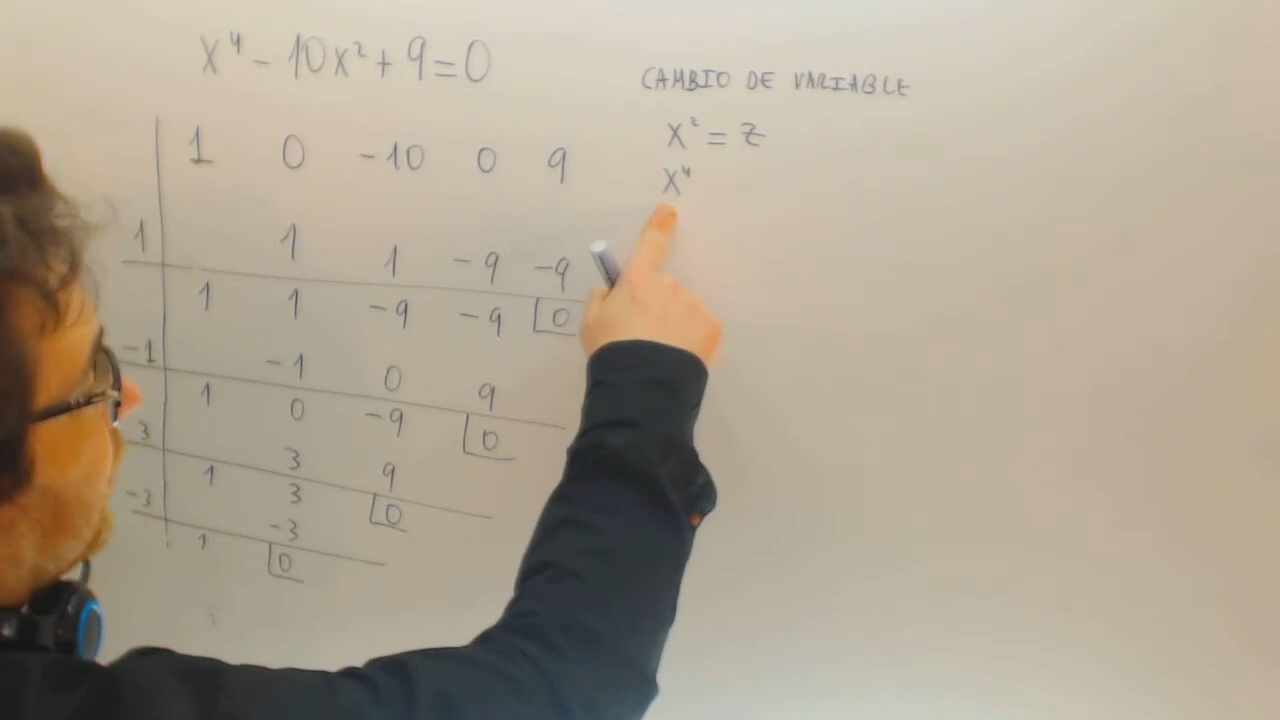 x⁴ - 10x² + 9 = 0
1 0 -10 0 9
1 1 1 -9 -9
1 1 -9 -9 0
-1 -1 0 9
1 0 -9 0
3 3 9
1 3 0
-3 -3
1 0
CAMBIO DE VARIABLE
x² = z
x⁴